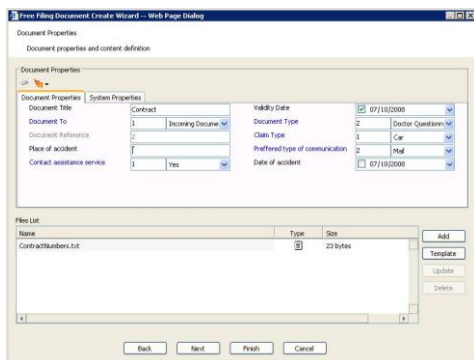 Free Filing Document Create Wizard -- Web Page Dialog
Document Properties
Document properties and content definition
Document Properties
Document Properties System Properties
Document Title Contract Validity Date 07/10/2008
Document To 1 Incoming Docume Document Type 2 Doctor Questionn
Document Reference 2 Claim Type 1 Car
Place of accident Preffered type of communication 2 Mail
Contact assistance service 1 Yes Date of accident 07/10/2008
Files List
Name Type Size
ContractNumbers.txt 23 bytes
Add
Template
Update
Delete
Back Next Finish Cancel